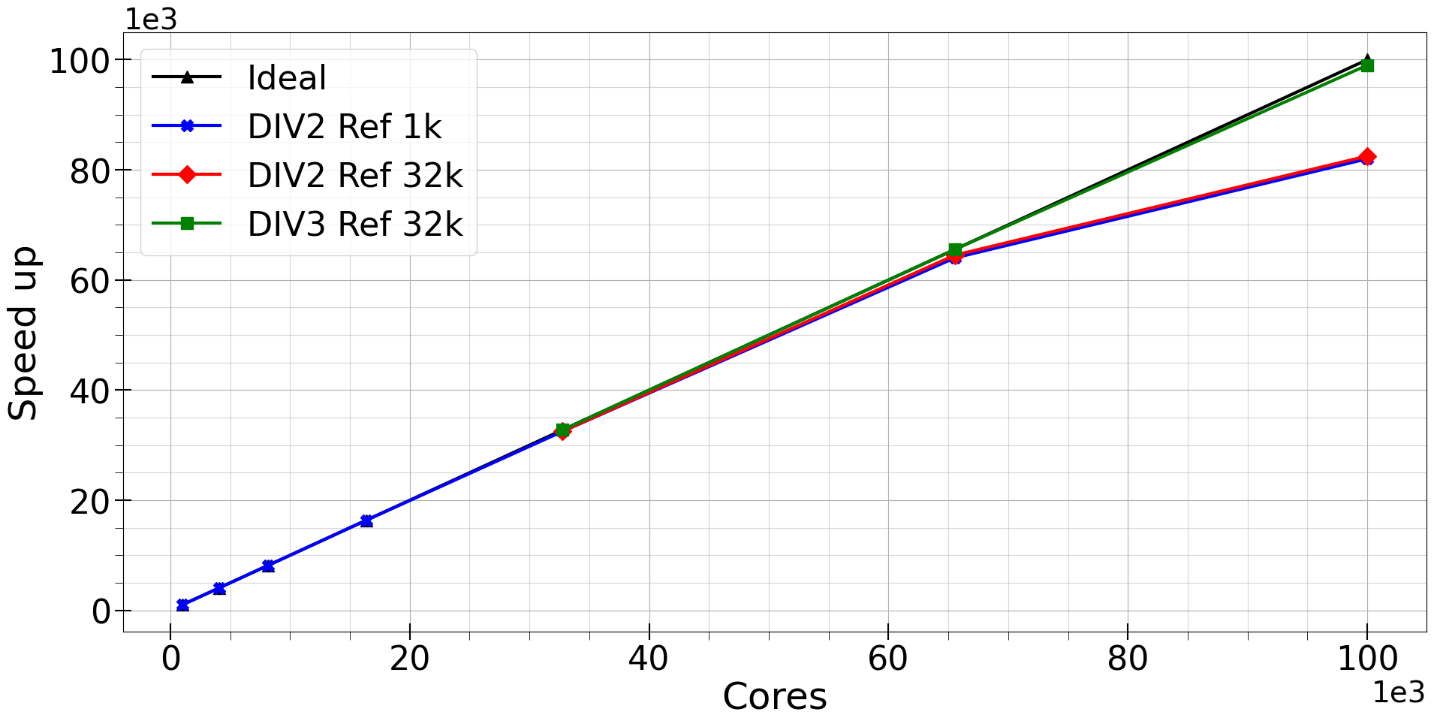 1e3
100
80
60
40
20
0
Speed up
Ideal
DIV2 Ref 1k
DIV2 Ref 32k
DIV3 Ref 32k
0 20 40 60 80 100
1e3
Cores